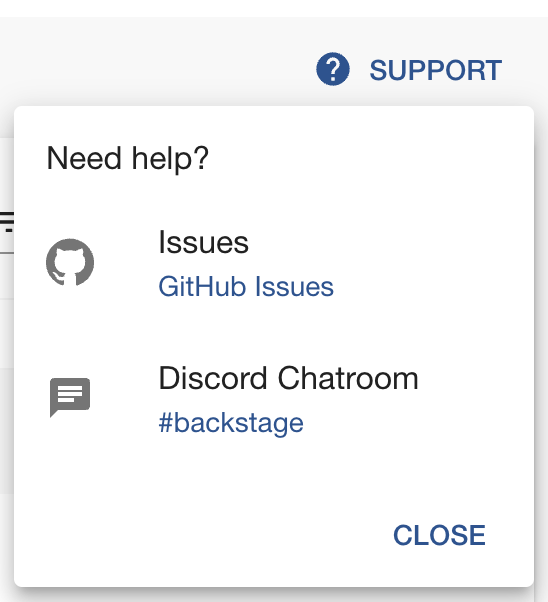 SUPPORT
Need help?
Issues
GitHub Issues
Discord Chatroom
#backstage
CLOSE